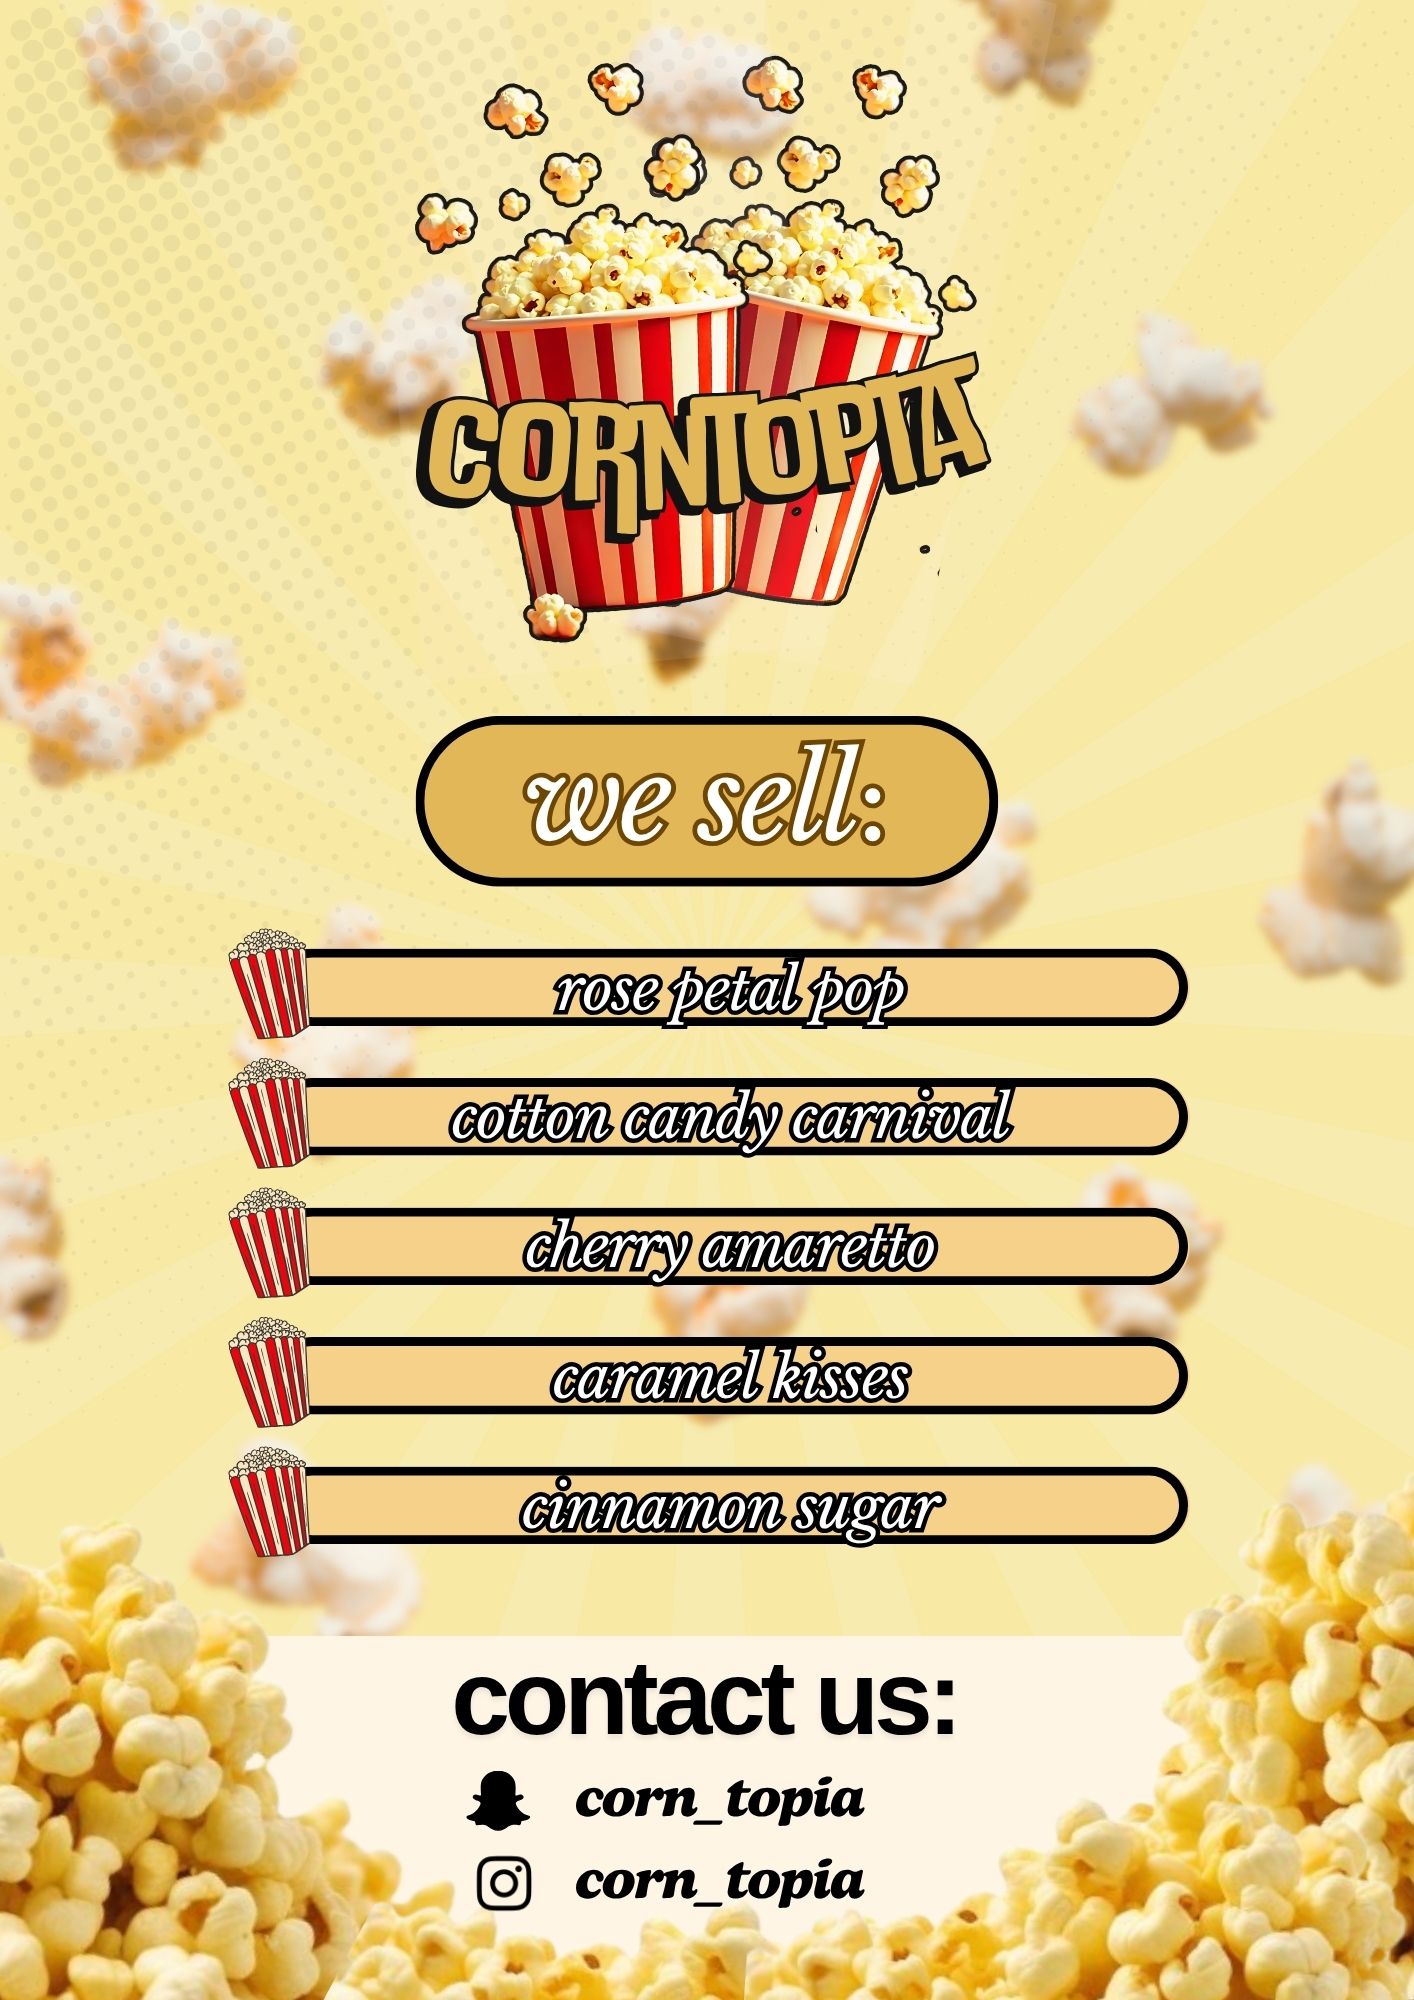 CORNTOPIA
we sell:
rose petal pop
cotton candy carnival
cherry amaretto
caramel kisses
cinnamon sugar
contact us:
corn_topia
corn_topia